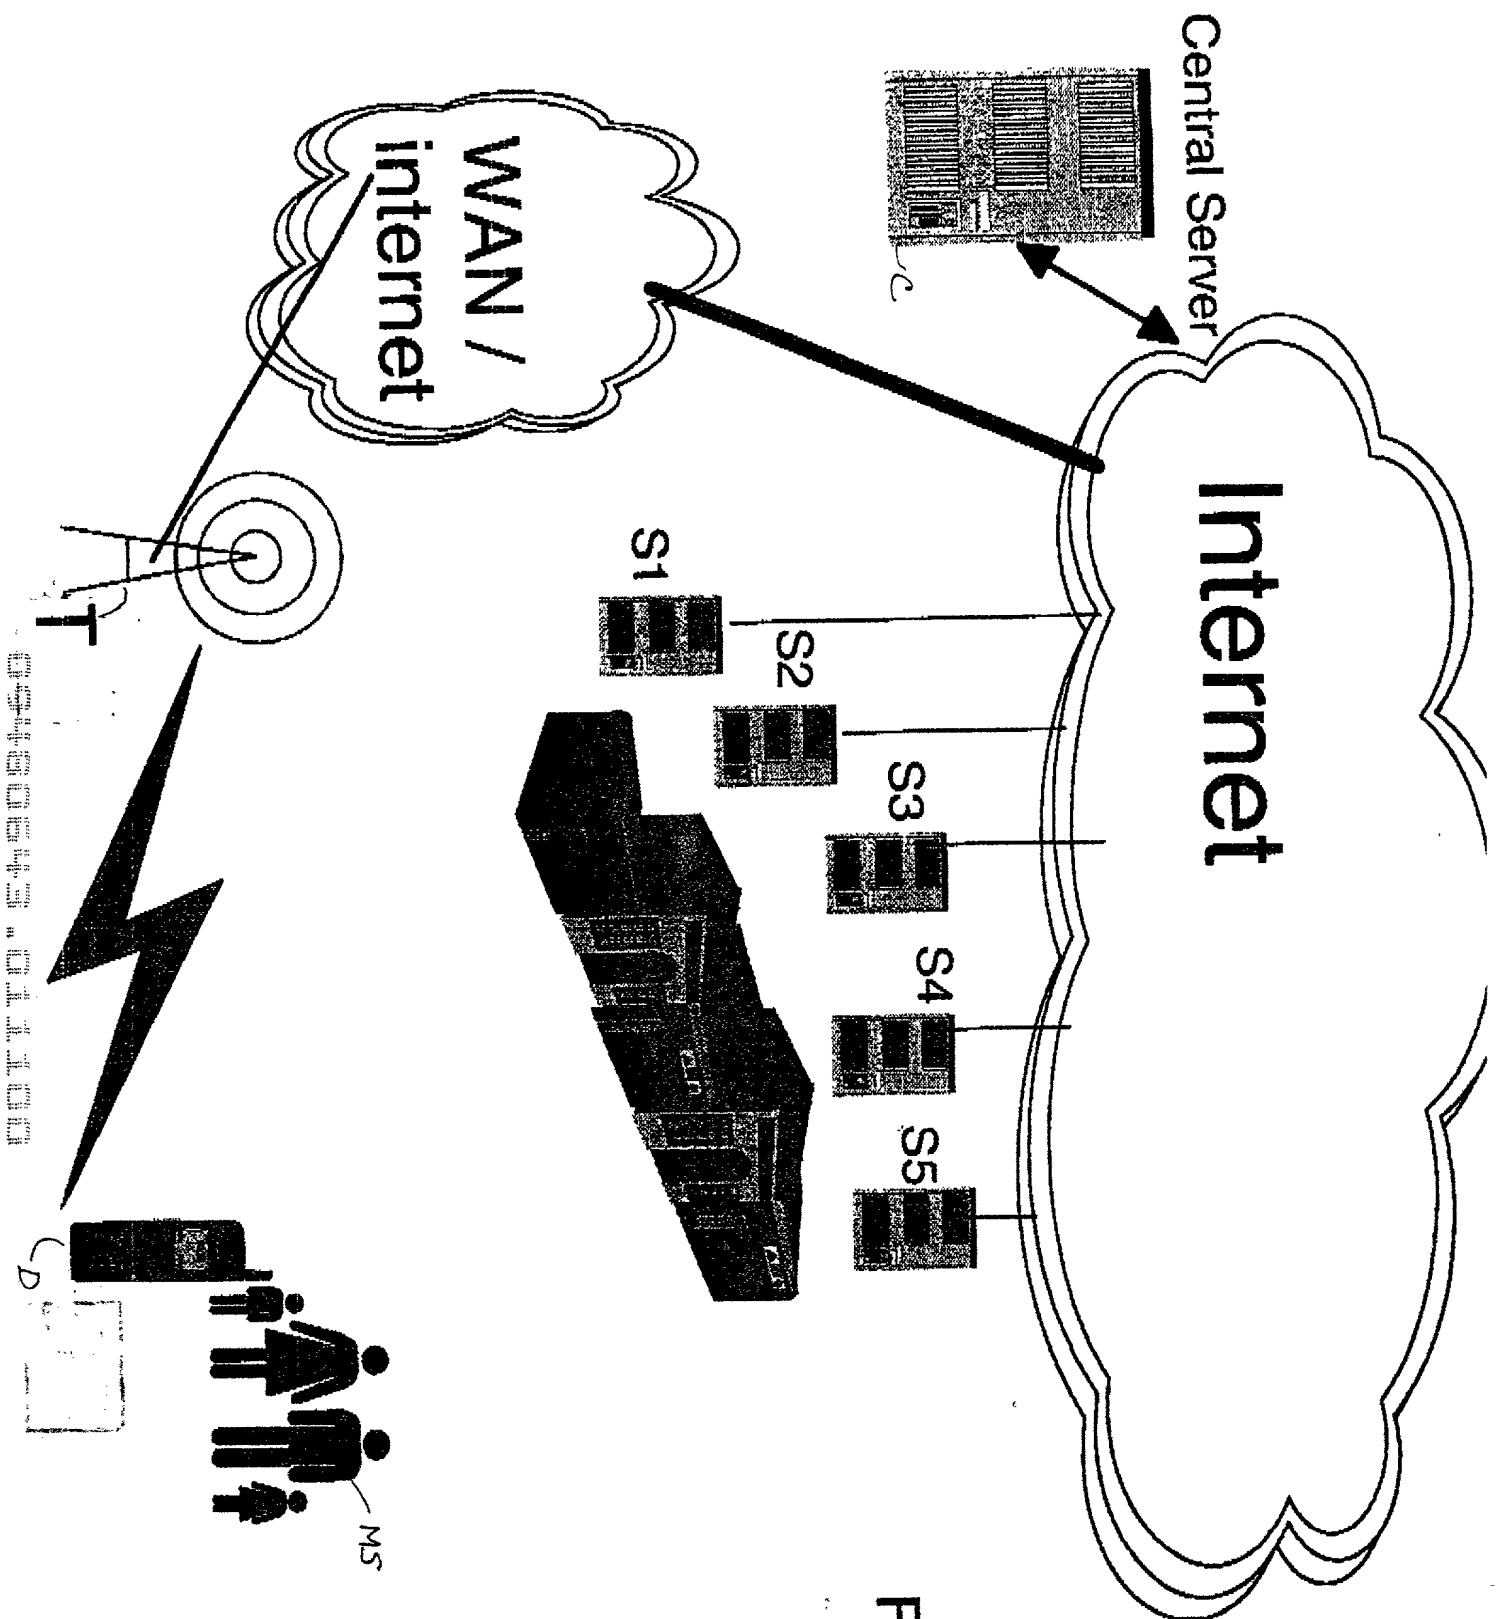 Central Server
C
Internet
WAN /
internet
S1
S2
S3
S4
S5
T
D
MS
F